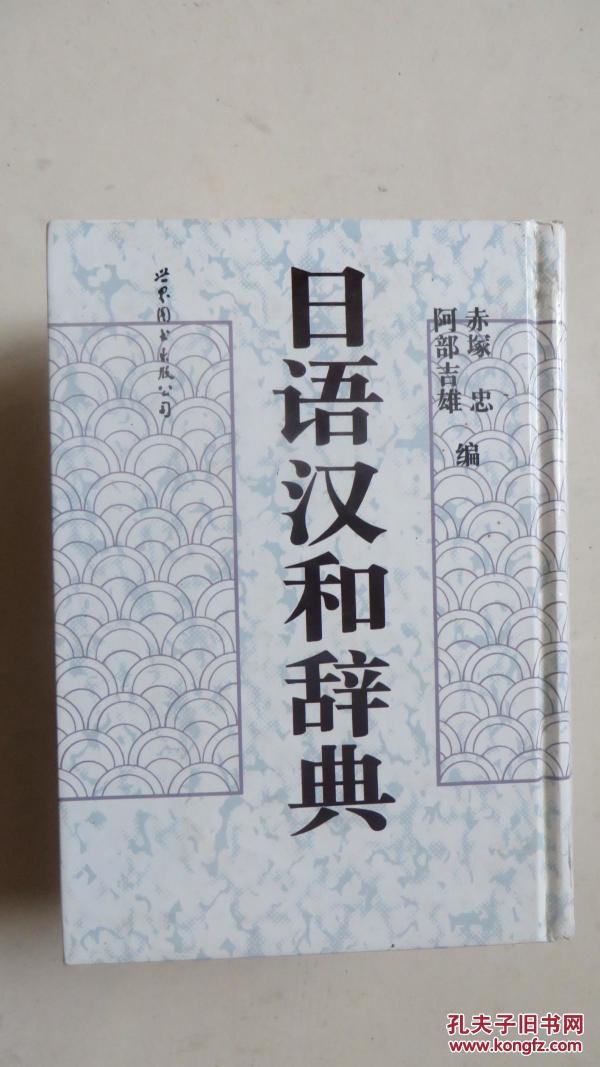 赤塚 忠
阿部吉雄
编
日语汉和辞典
世界图书出版公司
孔夫子旧书网
www.kongfz.com